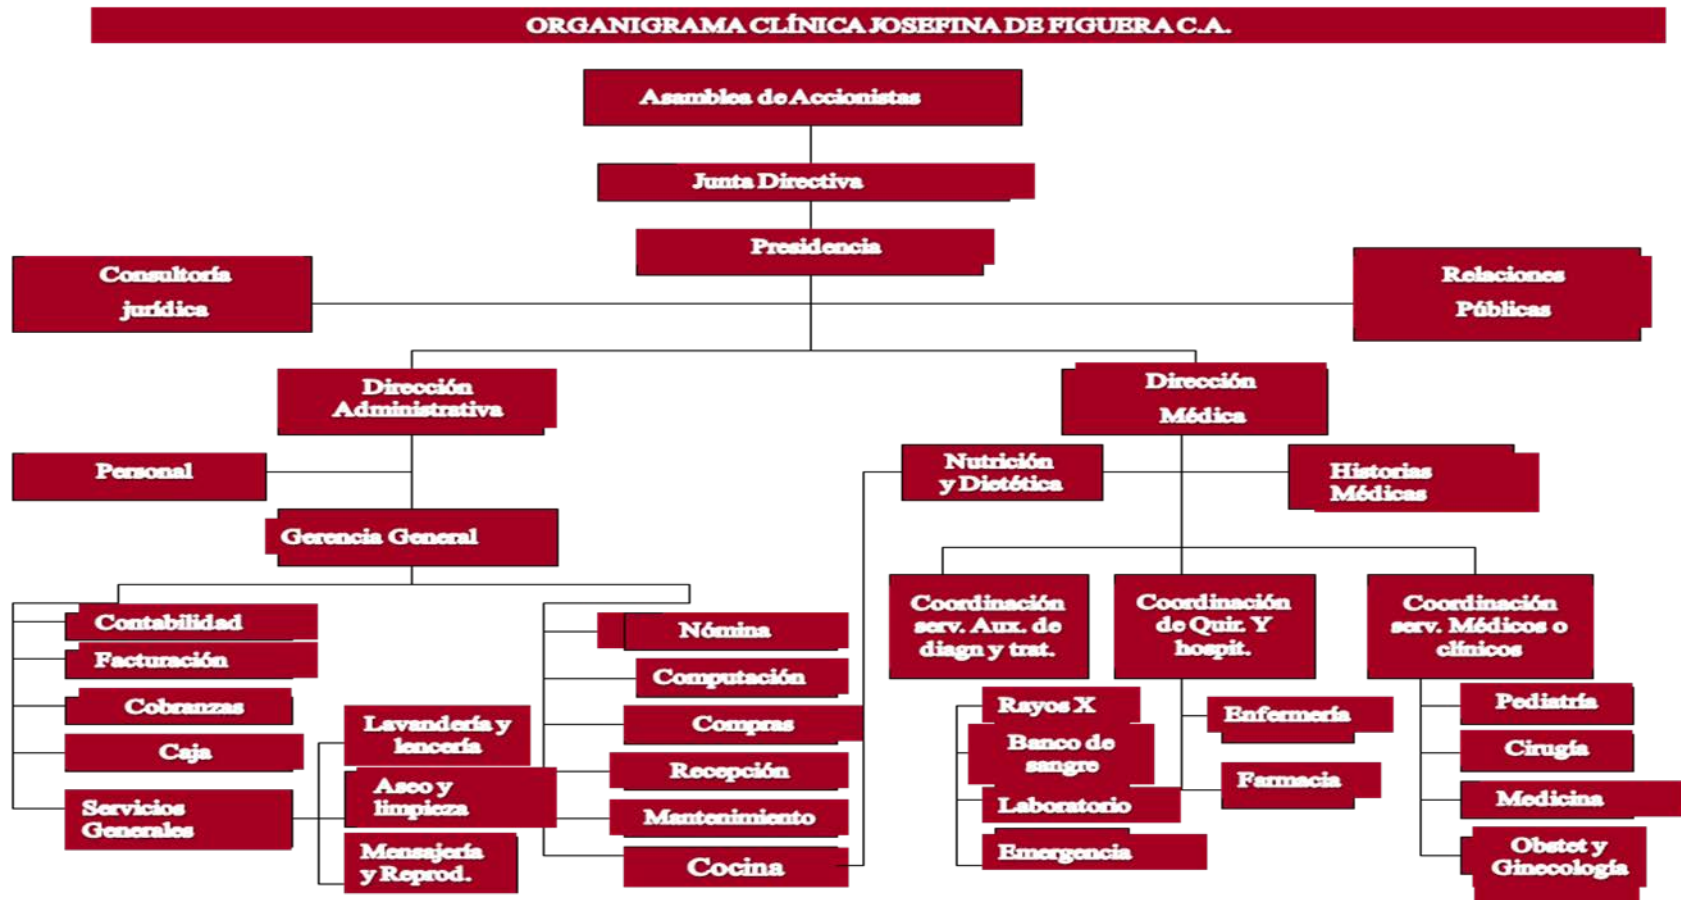 ORGANIGRAMA CLÍNICA JOSEFINA DE FIGUERA C.A.
Asamblea de Accionistas
Junta Directiva
Presidencia
Consultoría
jurídica
Relaciones
Públicas
Dirección
Administrativa
Dirección
Médica
Personal
Nutrición
y Dietética
Historias
Médicas
Gerencia General
Contabilidad
Facturación
Cobranzas
Caja
Servicios
Generales
Lavandería y
lencería
Aseo y
limpieza
Mensajería
y Reprod.
Nómina
Computación
Compras
Recepción
Mantenimiento
Cocina
Coordinación
serv. Aux. de
diagn y trat.
Coordinación
de Quir. Y
hospit.
Coordinación
serv. Médicos o
clínicos
Rayos X
Banco de
sangre
Laboratorio
Emergencia
Enfermería
Farmacia
Pediatría
Cirugía
Medicina
Obstet y
Ginecología